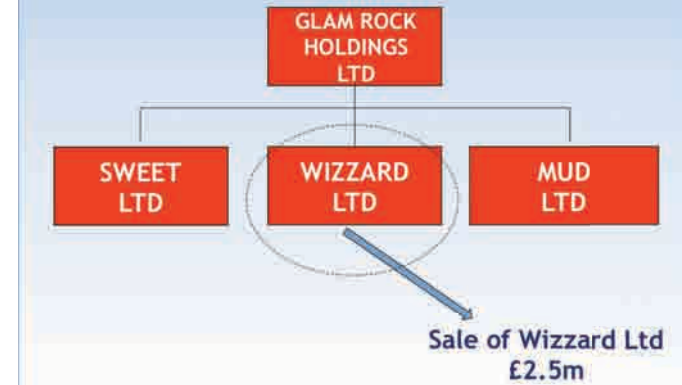 GLAM ROCK
HOLDINGS
LTD
SWEET
LTD
WIZZARD
LTD
MUD
LTD
Sale of Wizzard Ltd
£2.5m